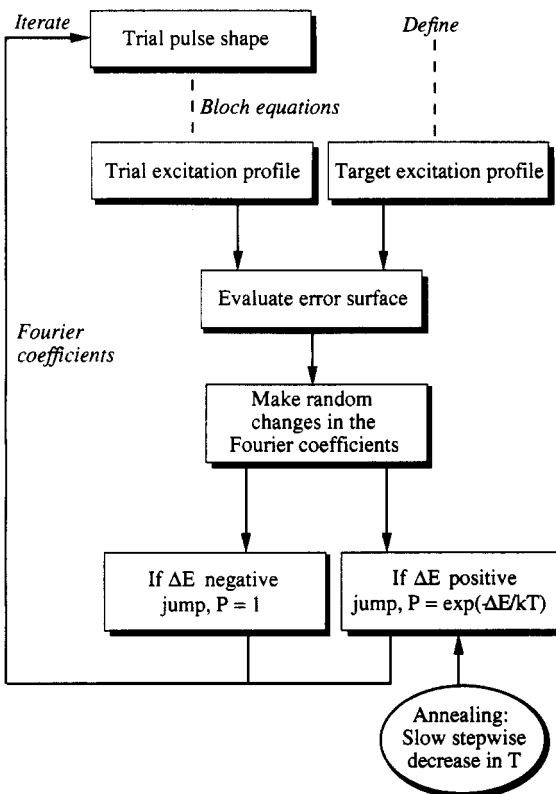 Iterate
Trial pulse shape
Define
Bloch equations
Trial excitation profile
Target excitation profile
Evaluate error surface
Fourier
coefficients
Make random
changes in the
Fourier coefficients
If ΔE negative
jump, P = 1
If ΔE positive
jump, P = exp(-ΔE/kT)
Annealing:
Slow stepwise
decrease in T